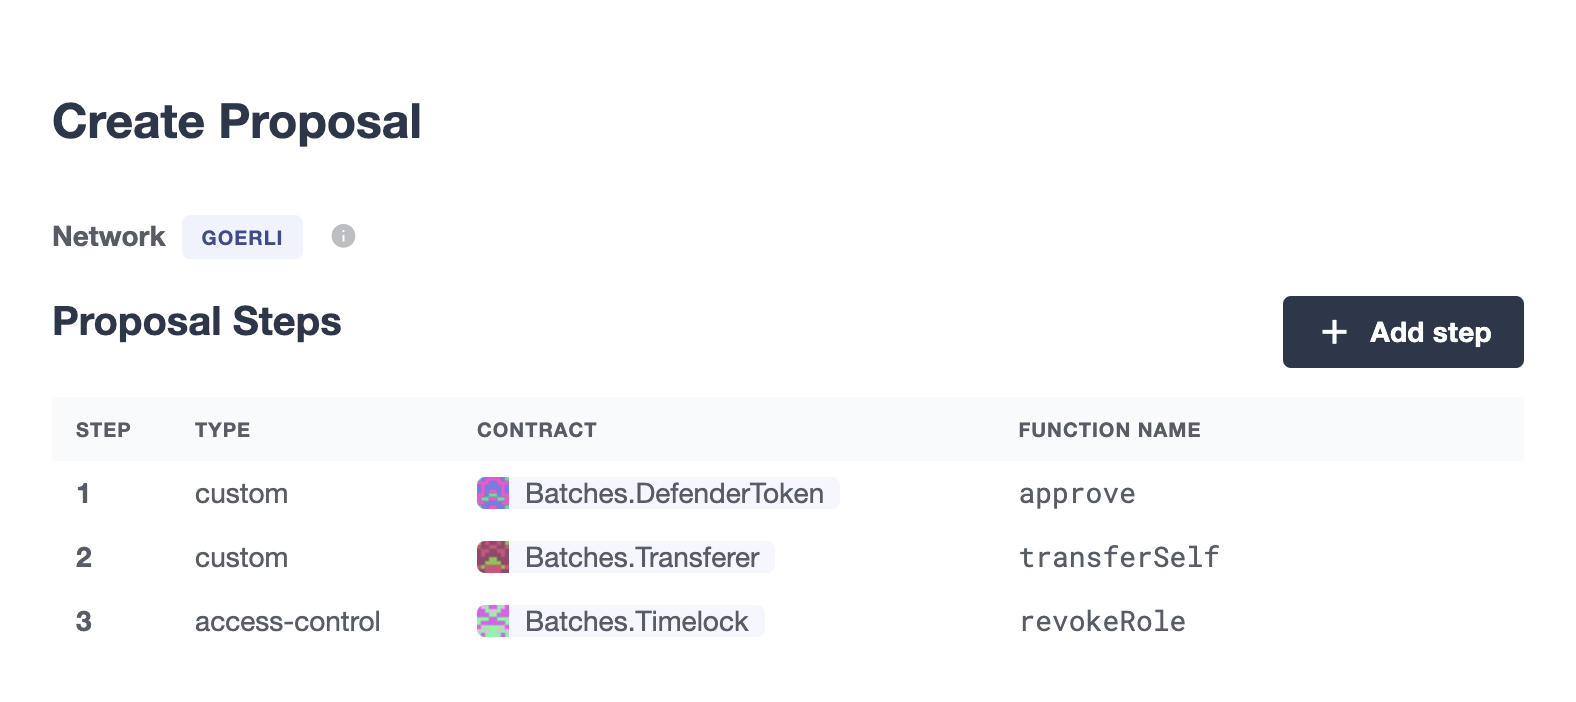 Create Proposal
Network GOERLI i
Proposal Steps
+ Add step
STEP TYPE CONTRACT FUNCTION NAME
1 custom Batches.DefenderToken approve
2 custom Batches.Transferer transferSelf
3 access-control Batches.Timelock revokeRole